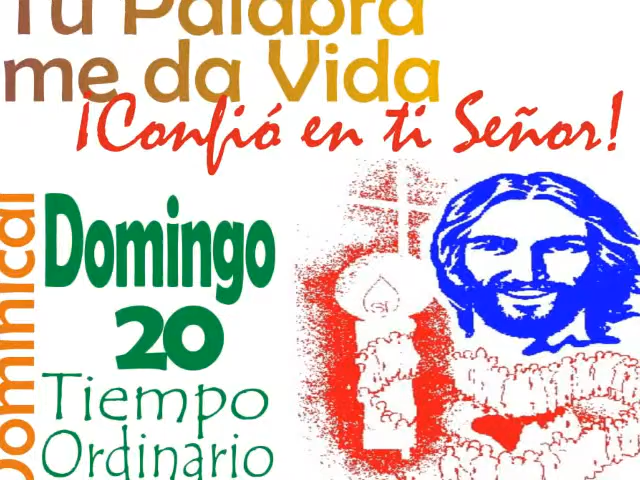 Tu Palabra
me da Vida
¡Confió en ti Señor!
Dominical
Domingo
20
Tiempo
Ordinario